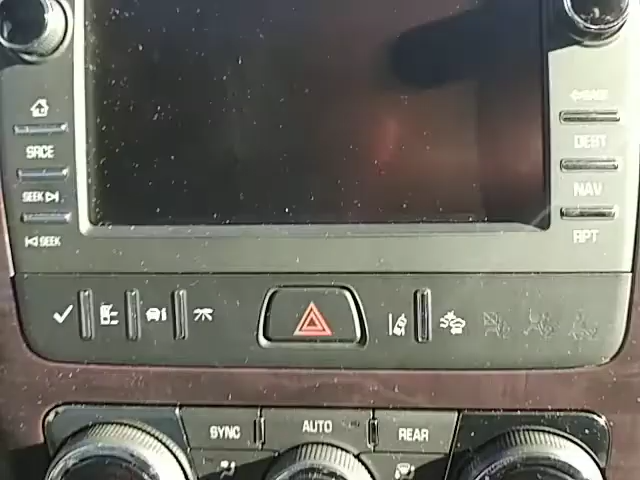 SRCE
SEEK
SEEK
BACK
DEST
NAV
RPT
SYNC
AUTO
REAR